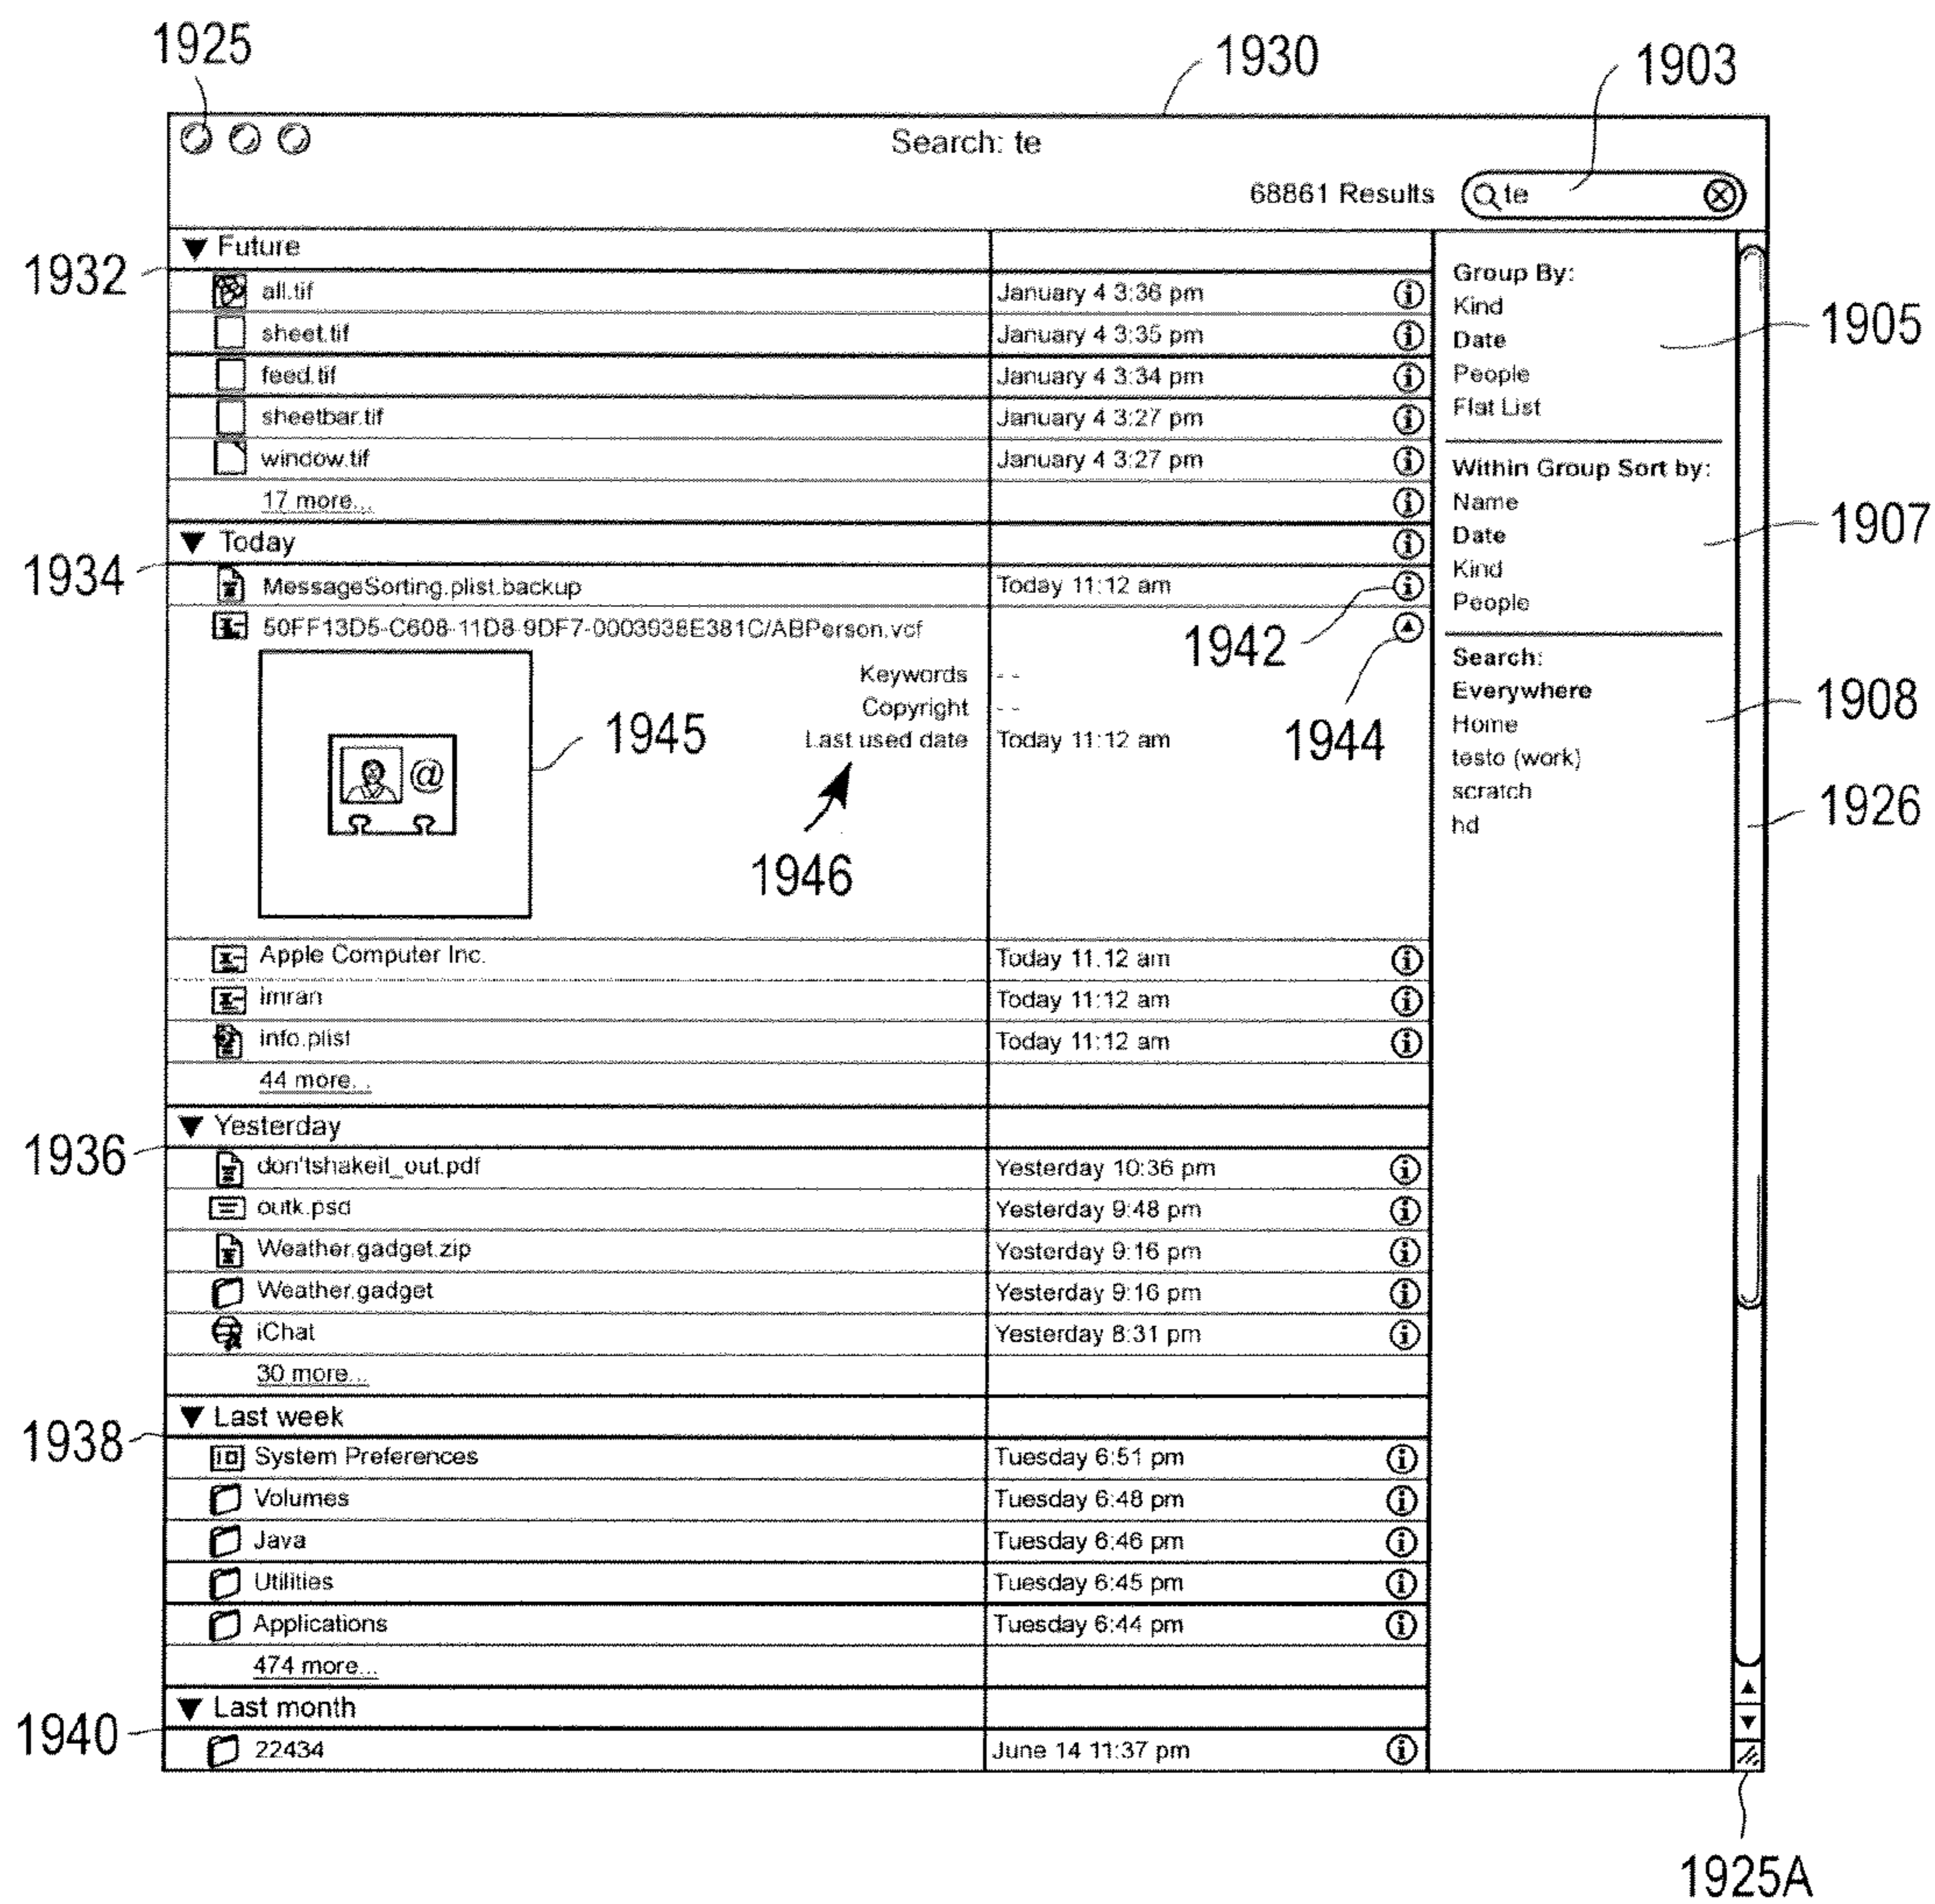 1925
1930
1903
Search: te
68861 Results
te
Future
1932
all.tif January 4 3:36 pm
sheet.tif January 4 3:35 pm
feed.tif January 4 3:34 pm
sheetbar.tif January 4 3:27 pm
window.tif January 4 3:27 pm
17 more...
Today
1934
MessageSorting.plist.backup Today 11:12 am
50FF13D5-C608-11D8-9DF7-0003938E381C/ABPerson.vcf
1942
Keywords - -
Copyright - -
Last used date Today 11:12 am
1944
1945
@
1946
Apple Computer Inc. Today 11.12 am
imran Today 11:12 am
info.plist Today 11:12 am
44 more...
Yesterday
1936
don'tshakeit_out.pdf Yesterday 10:36 pm
outk.psd Yesterday 9:48 pm
Weather.gadget.zip Yesterday 9:16 pm
Weather.gadget Yesterday 9:16 pm
iChat Yesterday 8:31 pm
30 more...
Last week
1938
System Preferences Tuesday 6:51 pm
Volumes Tuesday 6:48 pm
Java Tuesday 6:46 pm
Utilities Tuesday 6:45 pm
Applications Tuesday 6:44 pm
474 more...
Last month
1940
22434 June 14 11:37 pm
Group By:
Kind
Date
People
Flat List
1905
Within Group Sort by:
Name
Date
Kind
People
1907
Search:
Everywhere
Home
testo (work)
scratch
hd
1908
1926
1925A